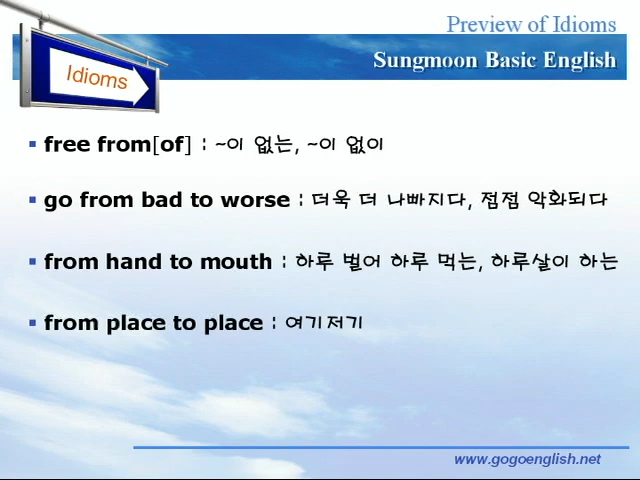 Preview of Idioms
Sungmoon Basic English
Idioms
▪ free from[of] : ~이 없는, ~이 없이
▪ go from bad to worse : 더욱 더 나빠지다, 점점 악화되다
▪ from hand to mouth : 하루 벌어 하루 먹는, 하루살이 하는
▪ from place to place : 여기저기
www.gogoenglish.net